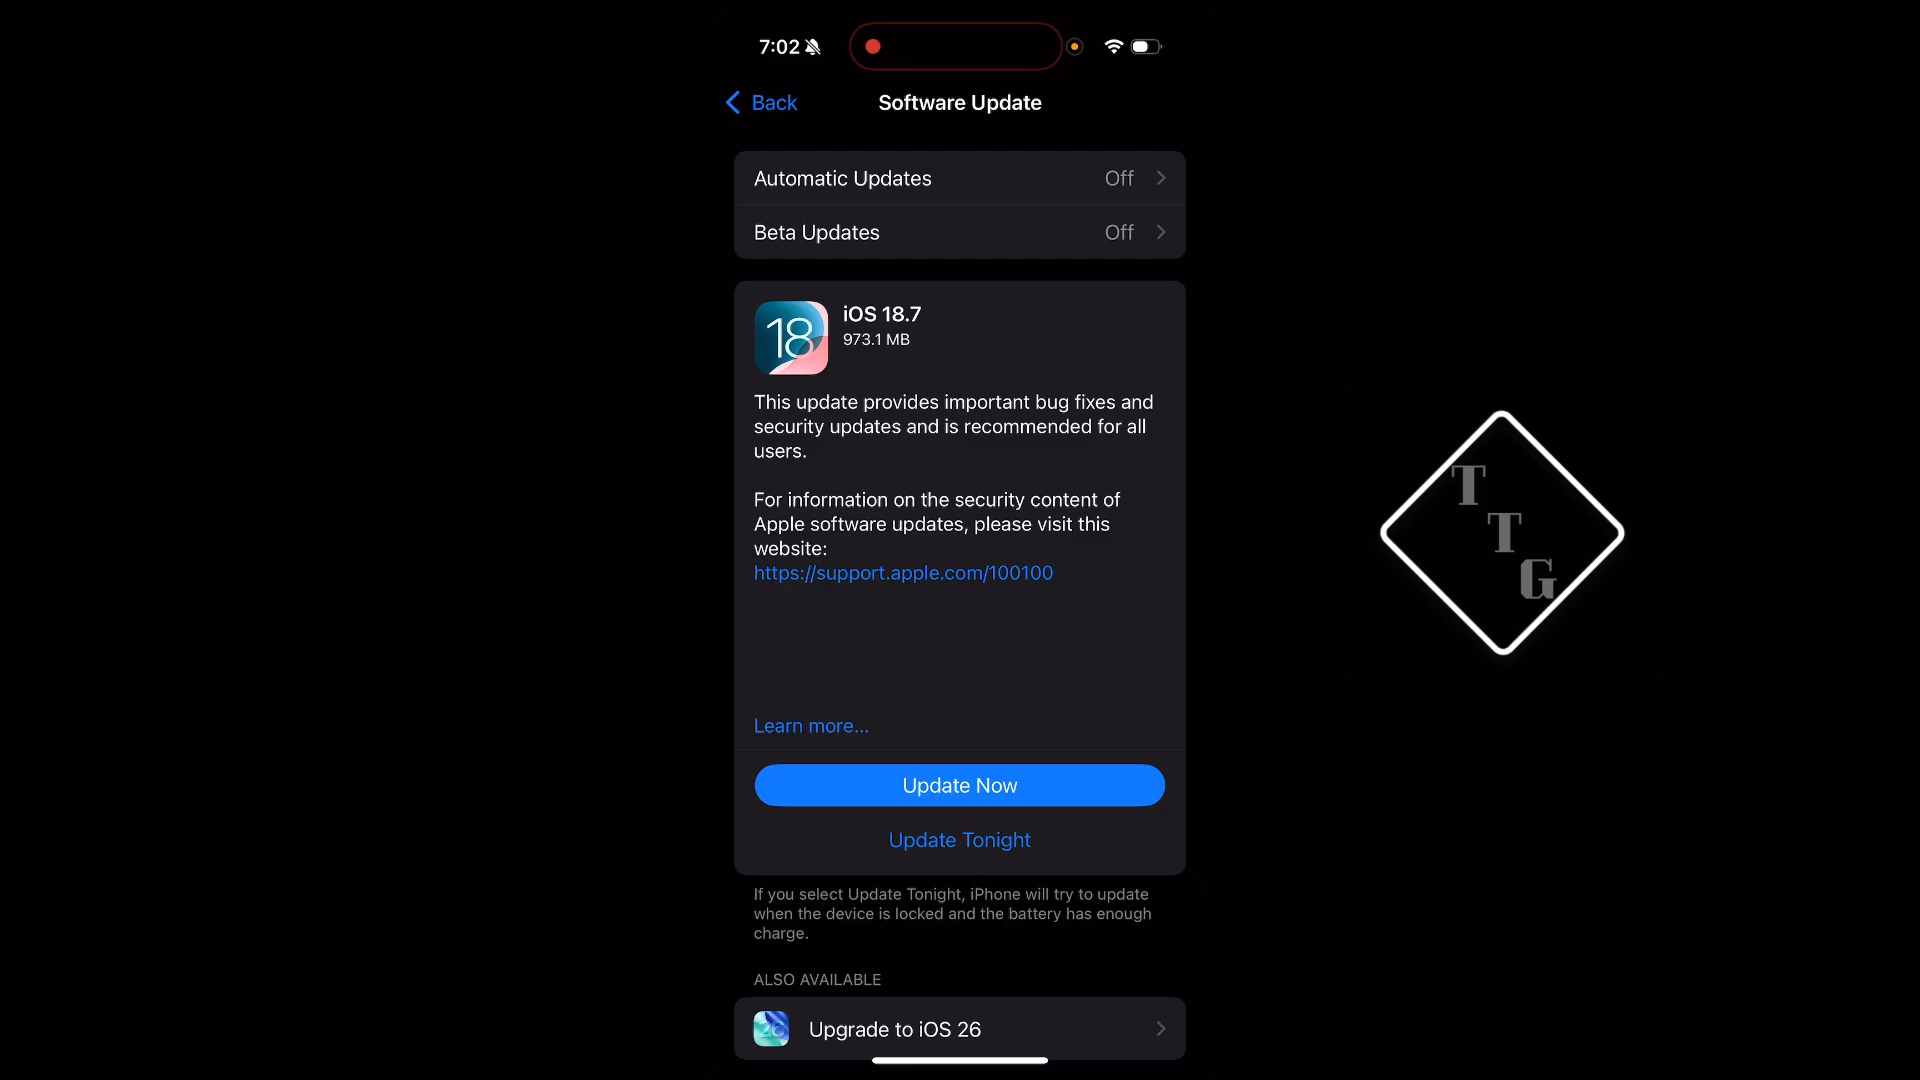 7:02
Back
Software Update
Automatic Updates Off
Beta Updates Off
18
iOS 18.7
973.1 MB
This update provides important bug fixes and
security updates and is recommended for all
users.
For information on the security content of
Apple software updates, please visit this
website:
https://support.apple.com/100100
Learn more...
Update Now
Update Tonight
If you select Update Tonight, iPhone will try to update
when the device is locked and the battery has enough
charge.
ALSO AVAILABLE
26
Upgrade to iOS 26
T
T
G